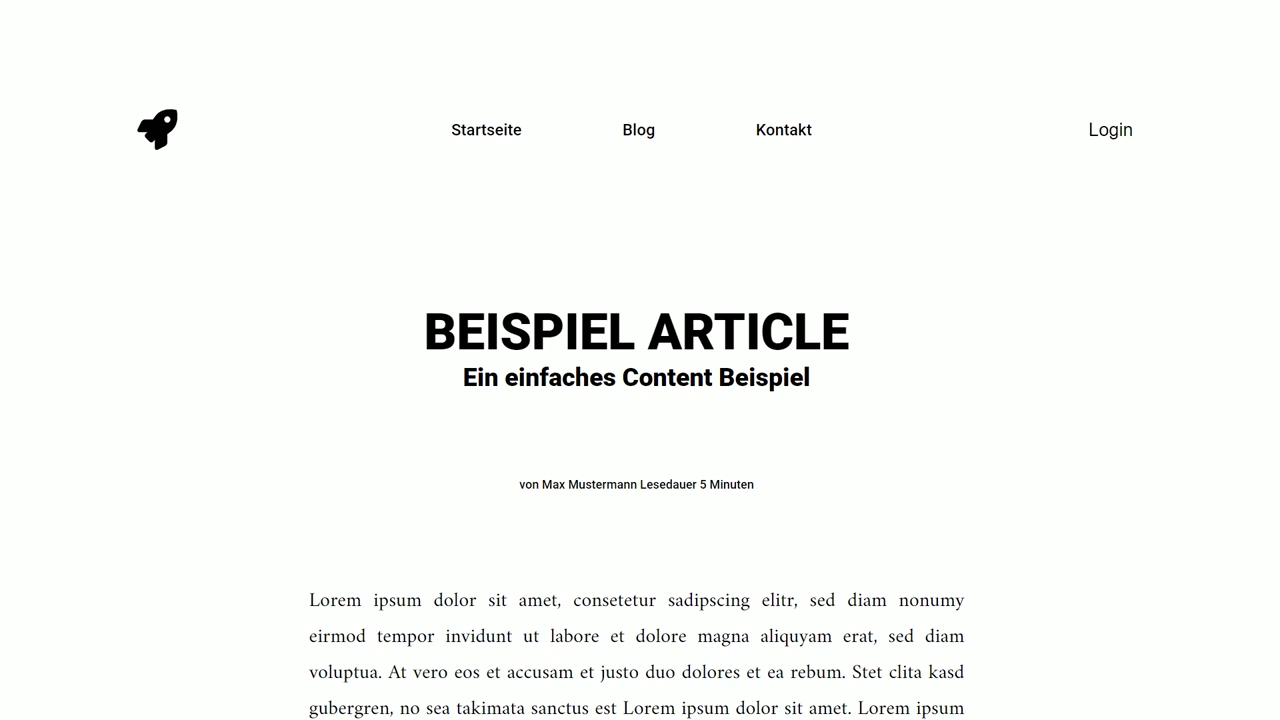 Startseite Blog Kontakt Login
BEISPIEL ARTICLE
Ein einfaches Content Beispiel
von Max Mustermann Lesedauer 5 Minuten
Lorem ipsum dolor sit amet, consetetur sadipscing elitr, sed diam nonumy
eirmod tempor invidunt ut labore et dolore magna aliquyam erat, sed diam
voluptua. At vero eos et accusam et justo duo dolores et ea rebum. Stet clita kasd
gubergren, no sea takimata sanctus est Lorem ipsum dolor sit amet. Lorem ipsum